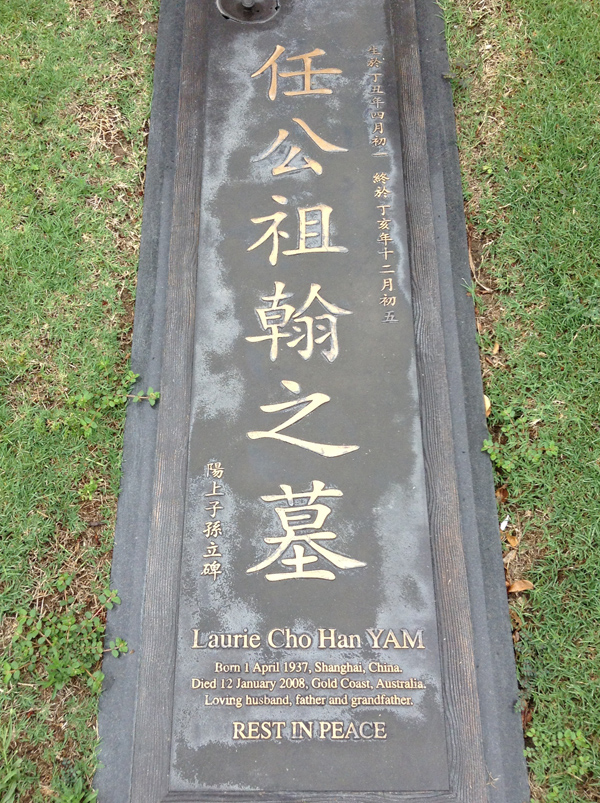 生於丁丑年四月初一 終於丁亥年十二月初五
任公祖翰之墓
陽上子孫立碑
Laurie Cho Han YAM
Born 1 April 1937, Shanghai, China.
Died 12 January 2008, Gold Coast, Australia.
Loving husband, father and grandfather.
REST IN PEACE